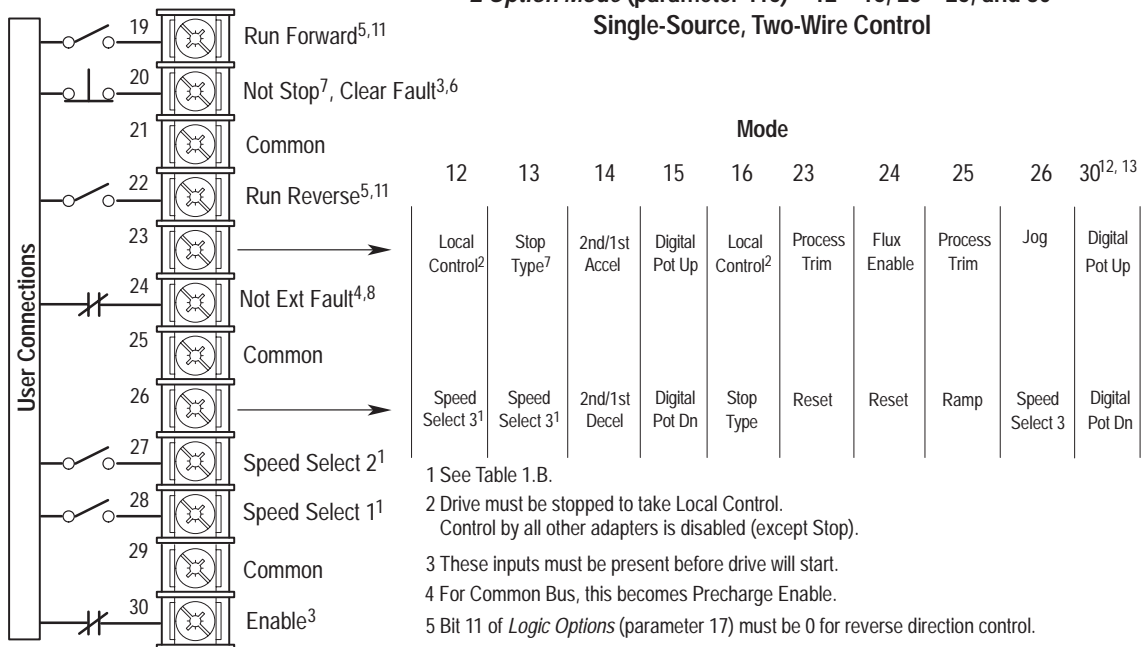 Single-Source, Two-Wire Control
19 Run Forward5,11
20 Not Stop7, Clear Fault3,6
21 Common
22 Run Reverse5,11
23
24 Not Ext Fault4,8
25 Common
26
27 Speed Select 21
28 Speed Select 11
29 Common
30 Enable3
User Connections
Mode
12 13 14 15 16 23 24 25 26 3012, 13
Local Stop 2nd/1st Digital Local Process Flux Process Jog Digital
Control2 Type7 Accel Pot Up Control2 Trim Enable Trim Pot Up
Speed Speed 2nd/1st Digital Stop Reset Reset Ramp Speed Digital
Select 31 Select 31 Decel Pot Dn Type Select 3 Pot Dn
1 See Table 1.B.
2 Drive must be stopped to take Local Control.
Control by all other adapters is disabled (except Stop).
3 These inputs must be present before drive will start.
4 For Common Bus, this becomes Precharge Enable.
5 Bit 11 of Logic Options (parameter 17) must be 0 for reverse direction control.